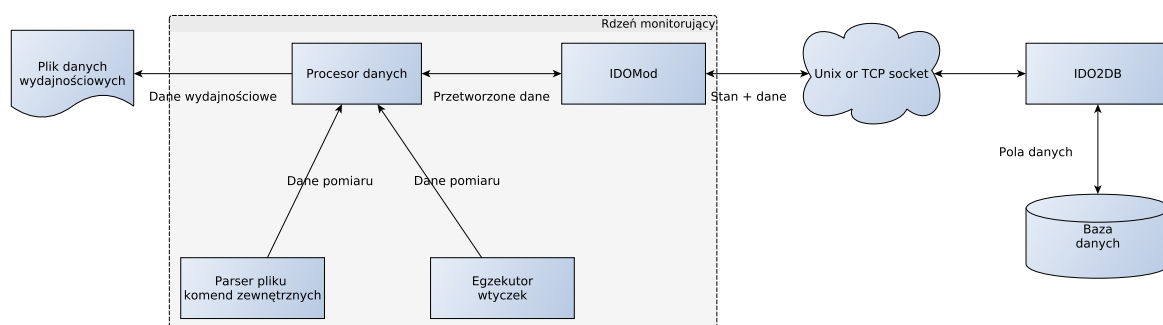 Rdzeń monitorujący
Plik danych
wydajnościowych
Procesor danych
IDOMod
Unix or TCP socket
IDO2DB
Dane wydajnościowe
Przetworzone dane
Stan + dane
Pola danych
Dane pomiaru
Dane pomiaru
Baza
danych
Parser pliku
komend zewnętrznych
Egzekutor
wtyczek